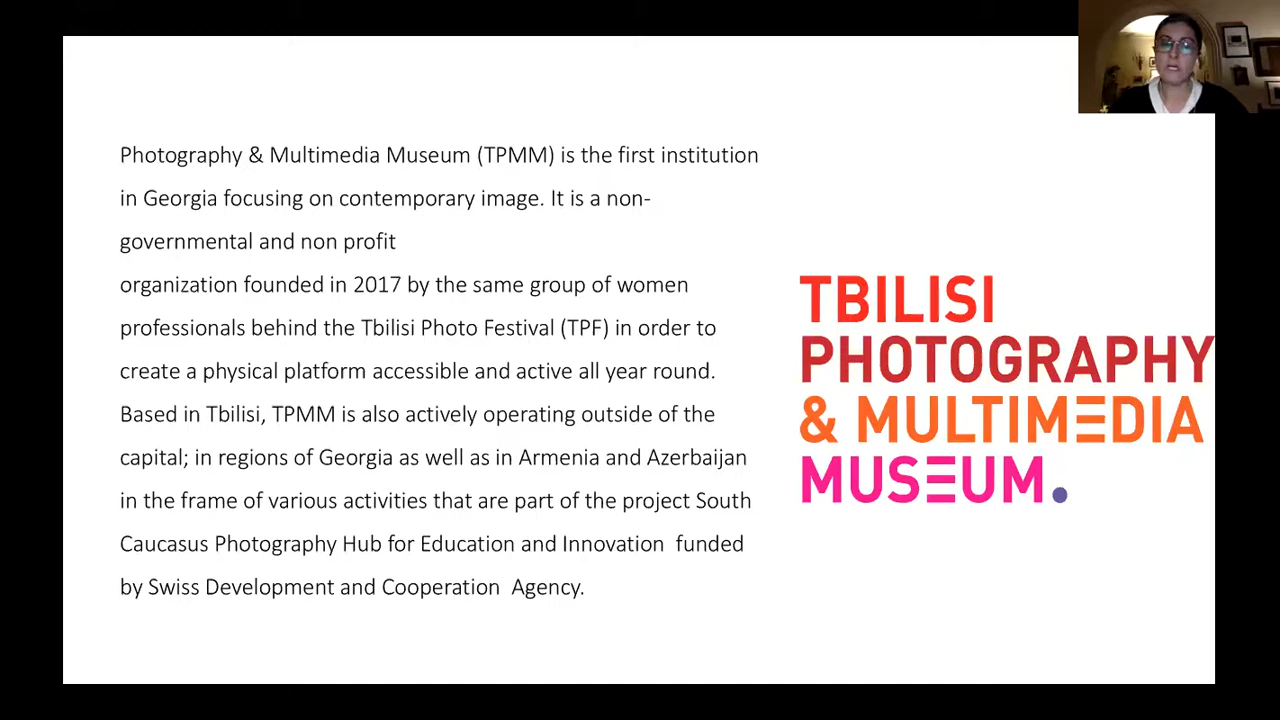 Photography & Multimedia Museum (TPMM) is the first institution
in Georgia focusing on contemporary image. It is a non-
governmental and non profit
organization founded in 2017 by the same group of women
professionals behind the Tbilisi Photo Festival (TPF) in order to
create a physical platform accessible and active all year round.
Based in Tbilisi, TPMM is also actively operating outside of the
capital; in regions of Georgia as well as in Armenia and Azerbaijan
in the frame of various activities that are part of the project South
Caucasus Photography Hub for Education and Innovation funded
by Swiss Development and Cooperation Agency.
TBILISI
PHOTOGRAPHY
& MULTIMEDIA
MUSEUM.